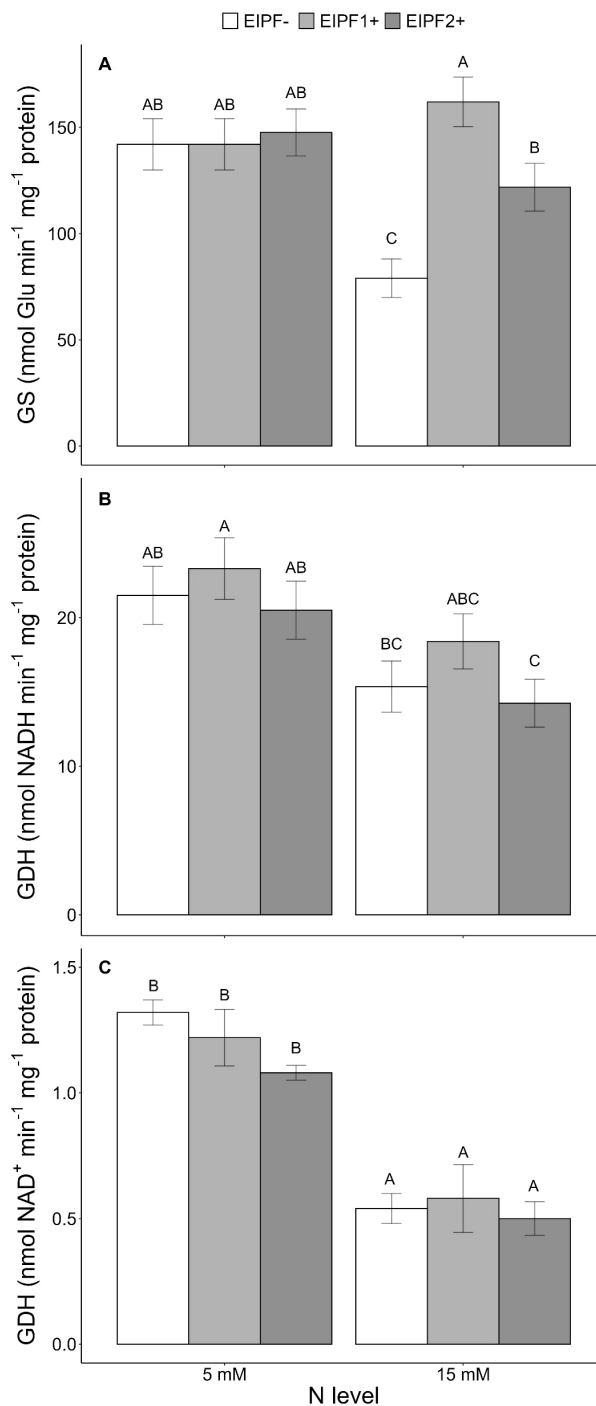 EIPF- EIPF1+ EIPF2+
A
AB AB AB A B C
150
100
50
0
GS (nmol Glu min⁻¹ mg⁻¹ protein)
B
AB A AB BC ABC C
20
10
0
GDH (nmol NADH min⁻¹ mg⁻¹ protein)
C
B B B A A A
1.5
1.0
0.5
0.0
GDH (nmol NAD⁺ min⁻¹ mg⁻¹ protein)
5 mM 15 mM
N level